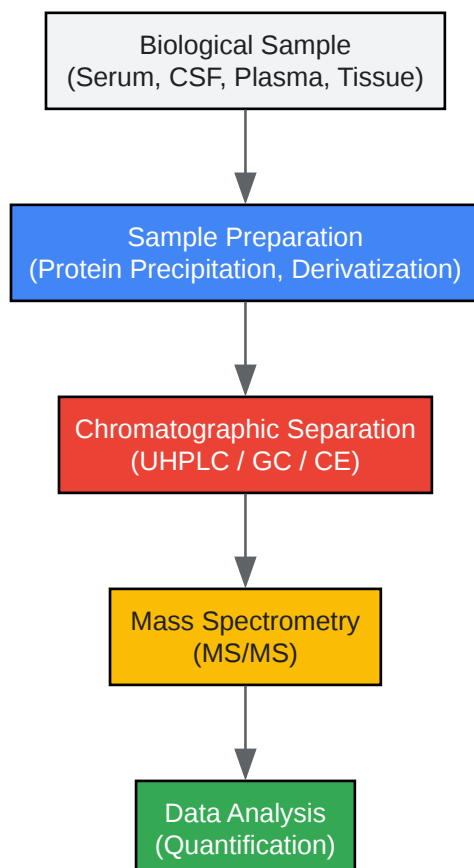 Biological Sample
(Serum, CSF, Plasma, Tissue)
Sample Preparation
(Protein Precipitation, Derivatization)
Chromatographic Separation
(UHPLC / GC / CE)
Mass Spectrometry
(MS/MS)
Data Analysis
(Quantification)